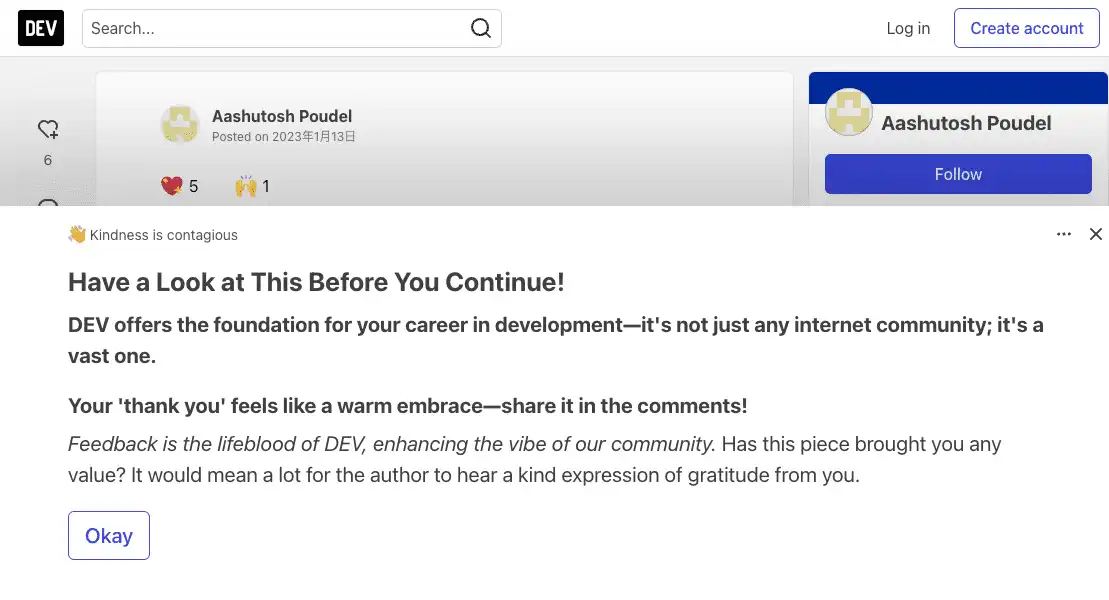 DEV
Search...
Log in
Create account
Aashutosh Poudel
Posted on 2023年1月13日
6
5
1
Aashutosh Poudel
Follow
Kindness is contagious
Have a Look at This Before You Continue!
DEV offers the foundation for your career in development—it's not just any internet community; it's a
vast one.
Your 'thank you' feels like a warm embrace—share it in the comments!
Feedback is the lifeblood of DEV, enhancing the vibe of our community. Has this piece brought you any
value? It would mean a lot for the author to hear a kind expression of gratitude from you.
Okay